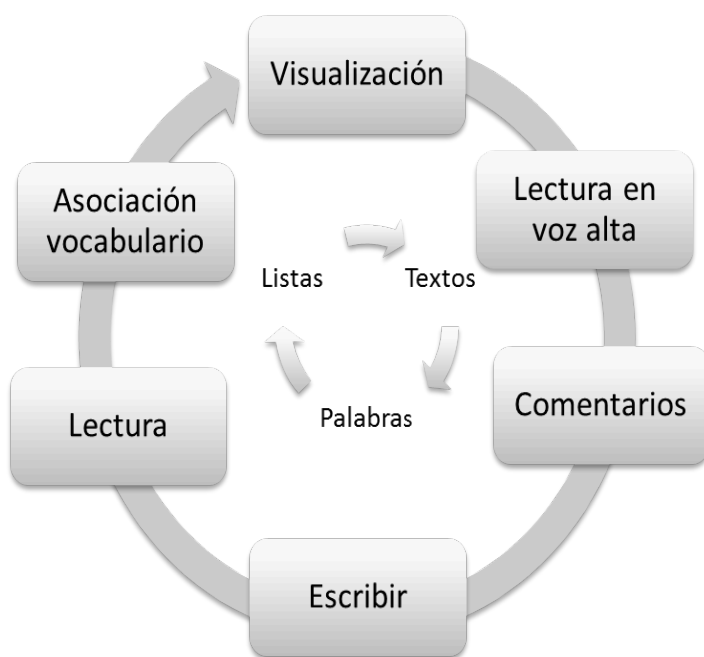 Visualización
Lectura en
voz alta
Comentarios
Escribir
Lectura
Asociación
vocabulario
Listas
Textos
Palabras